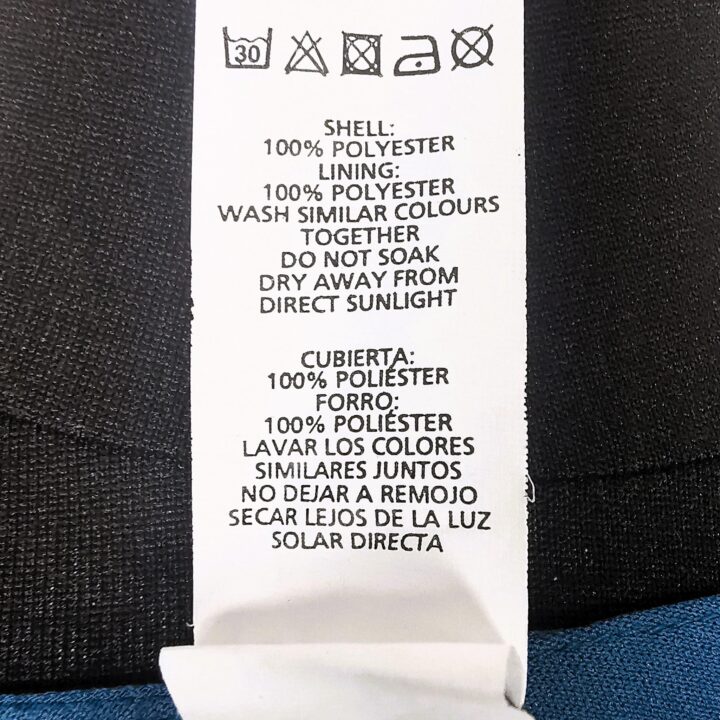 30
SHELL:
100% POLYESTER
LINING:
100% POLYESTER
WASH SIMILAR COLOURS
TOGETHER
DO NOT SOAK
DRY AWAY FROM
DIRECT SUNLIGHT
CUBIERTA:
100% POLIÉSTER
FORRO:
100% POLIÉSTER
LAVAR LOS COLORES
SIMILARES JUNTOS
NO DEJAR A REMOJO
SECAR LEJOS DE LA LUZ
SOLAR DIRECTA